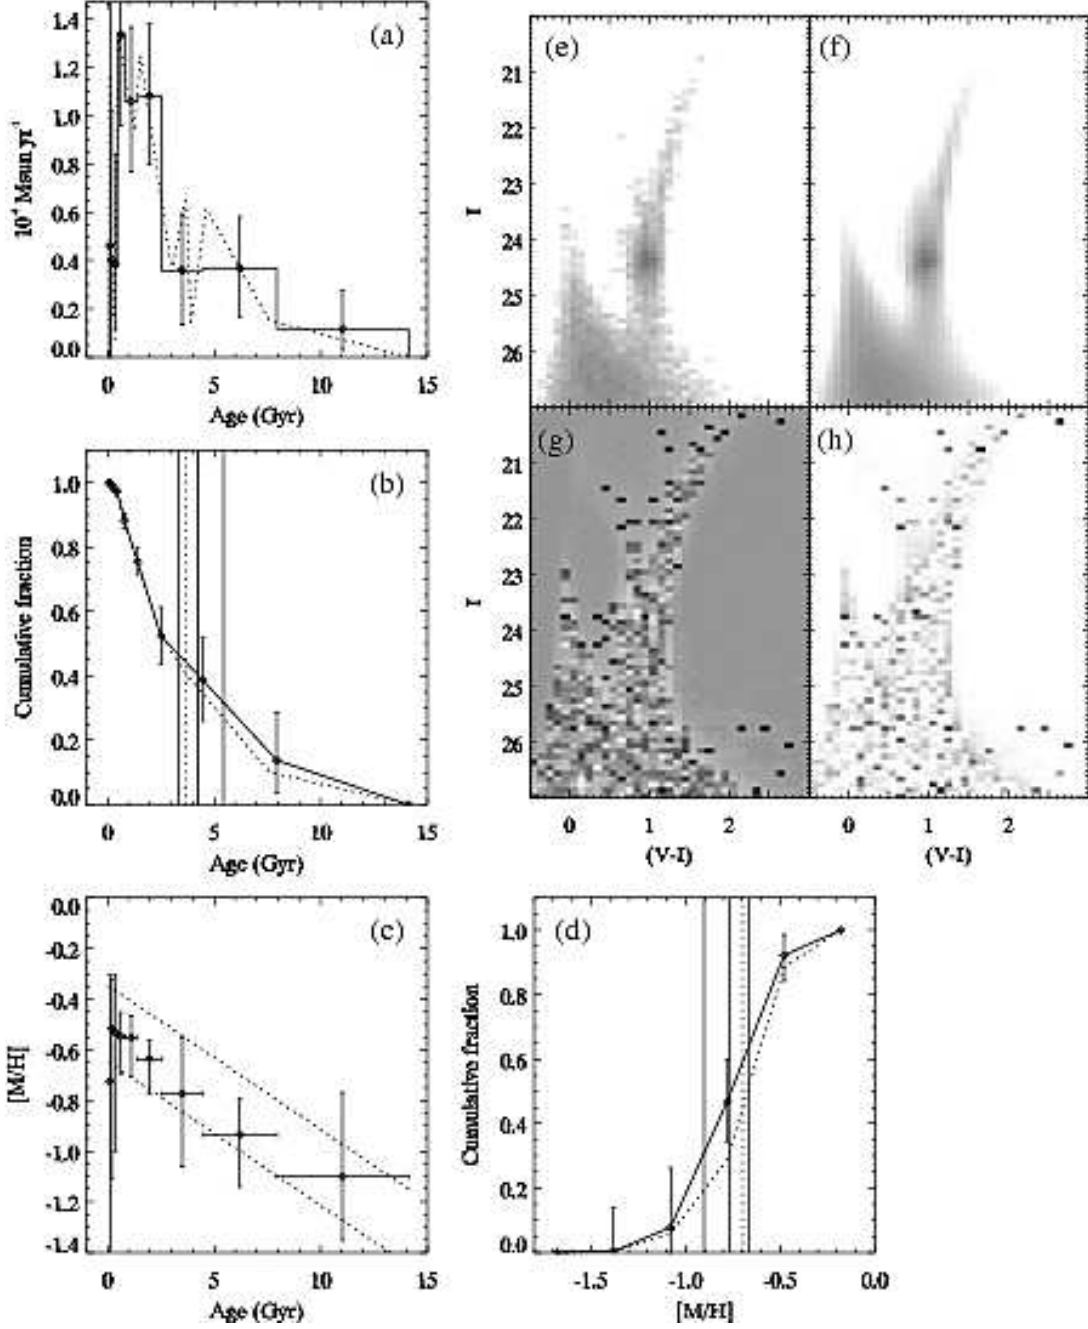 (a)
1.4
1.2
1.0
0.8
0.6
0.4
0.2
0.0
10⁻⁴ Msun yr⁻¹
0 5 10 15
Age (Gyr)
(b)
1.0
0.8
0.6
0.4
0.2
0.0
Cumulative fraction
0 5 10 15
Age (Gyr)
(c)
0.0
-0.2
-0.4
-0.6
-0.8
-1.0
-1.2
-1.4
[M/H]
0 5 10 15
Age (Gyr)
(e)
(f)
21
22
23
24
25
26
I
(g)
(h)
21
22
23
24
25
26
I
0 1 2
(V-I)
0 1 2
(V-I)
(d)
1.0
0.8
0.6
0.4
0.2
0.0
Cumulative fraction
-1.5 -1.0 -0.5 0.0
[M/H]